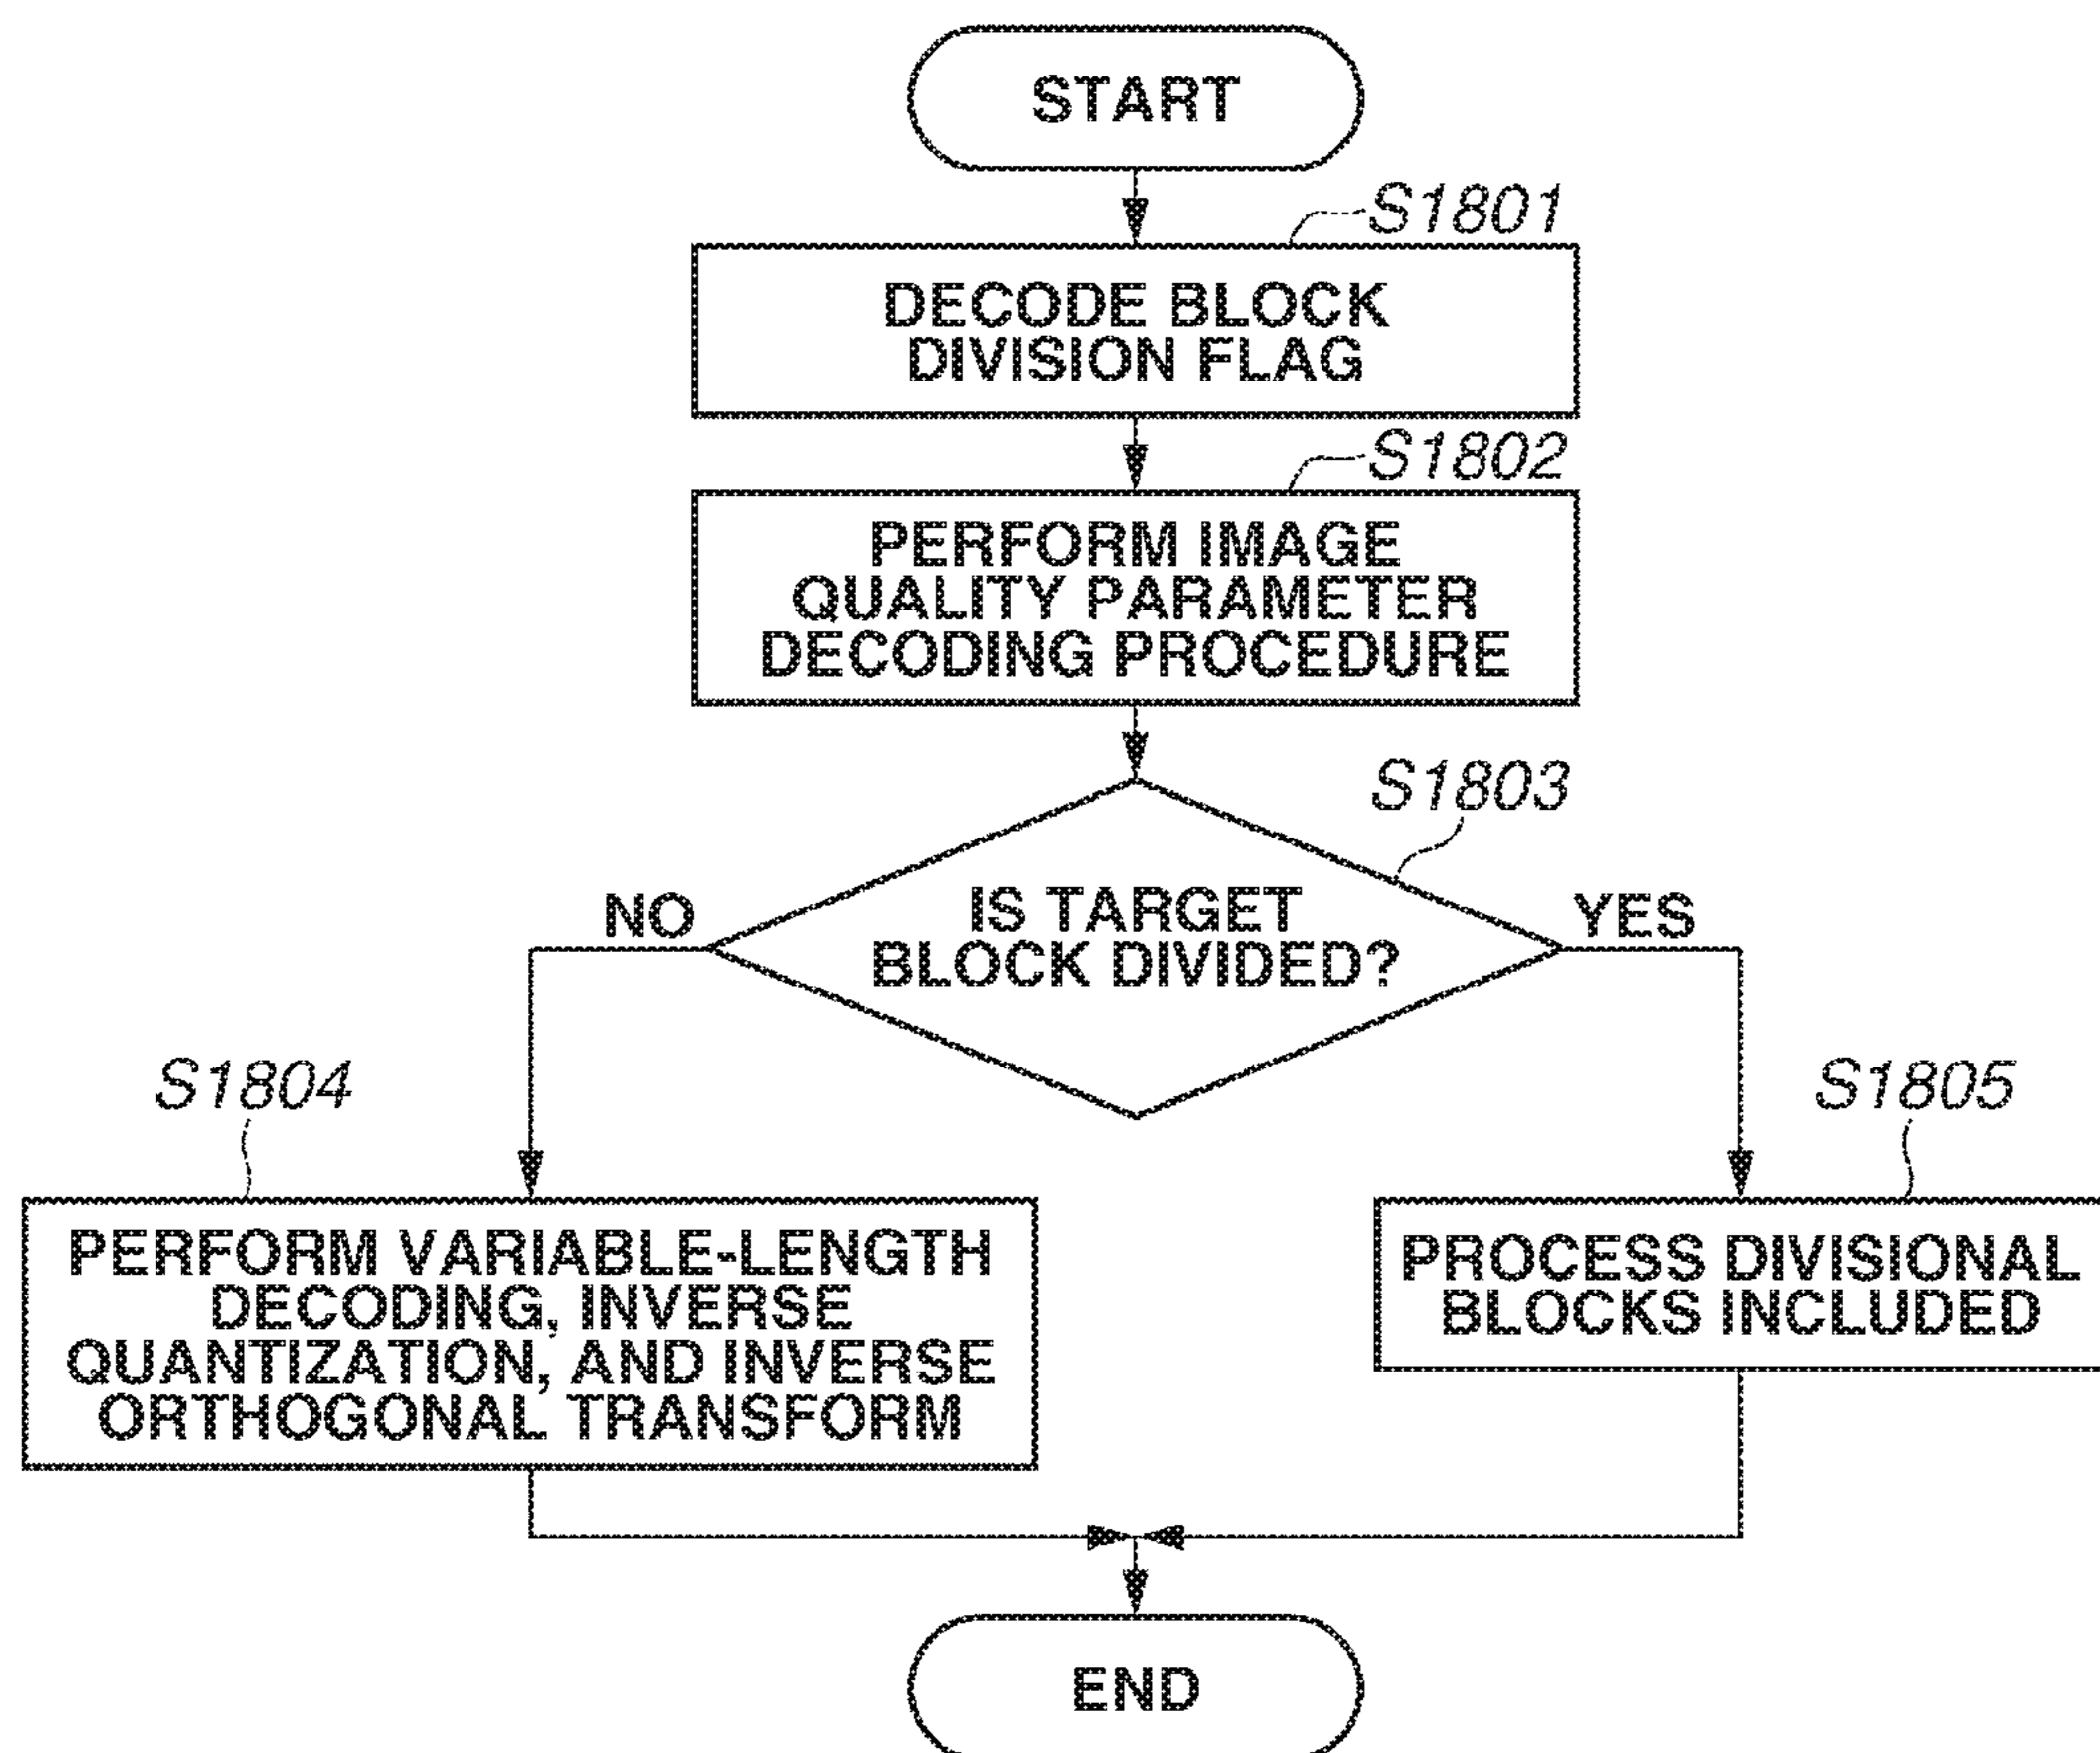 START
S1801
DECODE BLOCK
DIVISION FLAG
S1802
PERFORM IMAGE
QUALITY PARAMETER
DECODING PROCEDURE
S1803
IS TARGET
BLOCK DIVIDED?
NO
YES
S1804
PERFORM VARIABLE-LENGTH
DECODING, INVERSE
QUANTIZATION, AND INVERSE
ORTHOGONAL TRANSFORM
S1805
PROCESS DIVISIONAL
BLOCKS INCLUDED
END